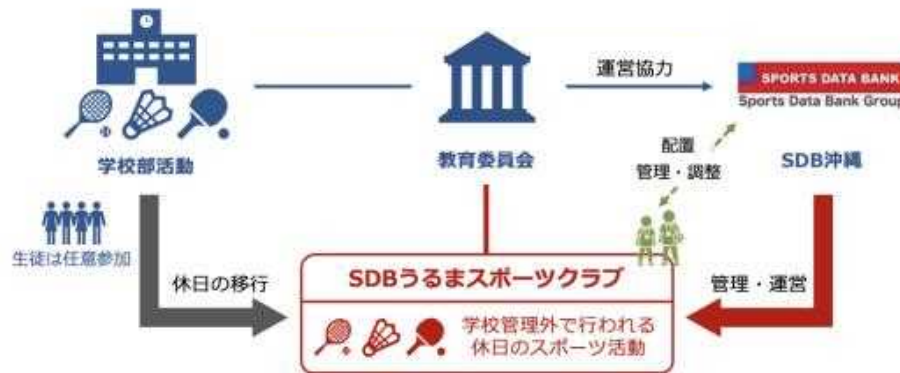 運営協力
SPORTS DATA BANK
Sports Data Bank Group
学校部活動
教育委員会
配置
管理・調整
SDB沖縄
生徒は任意参加
休日の移行
SDBうるまスポーツクラブ
管理・運営
学校管理外で行われる
休日のスポーツ活動